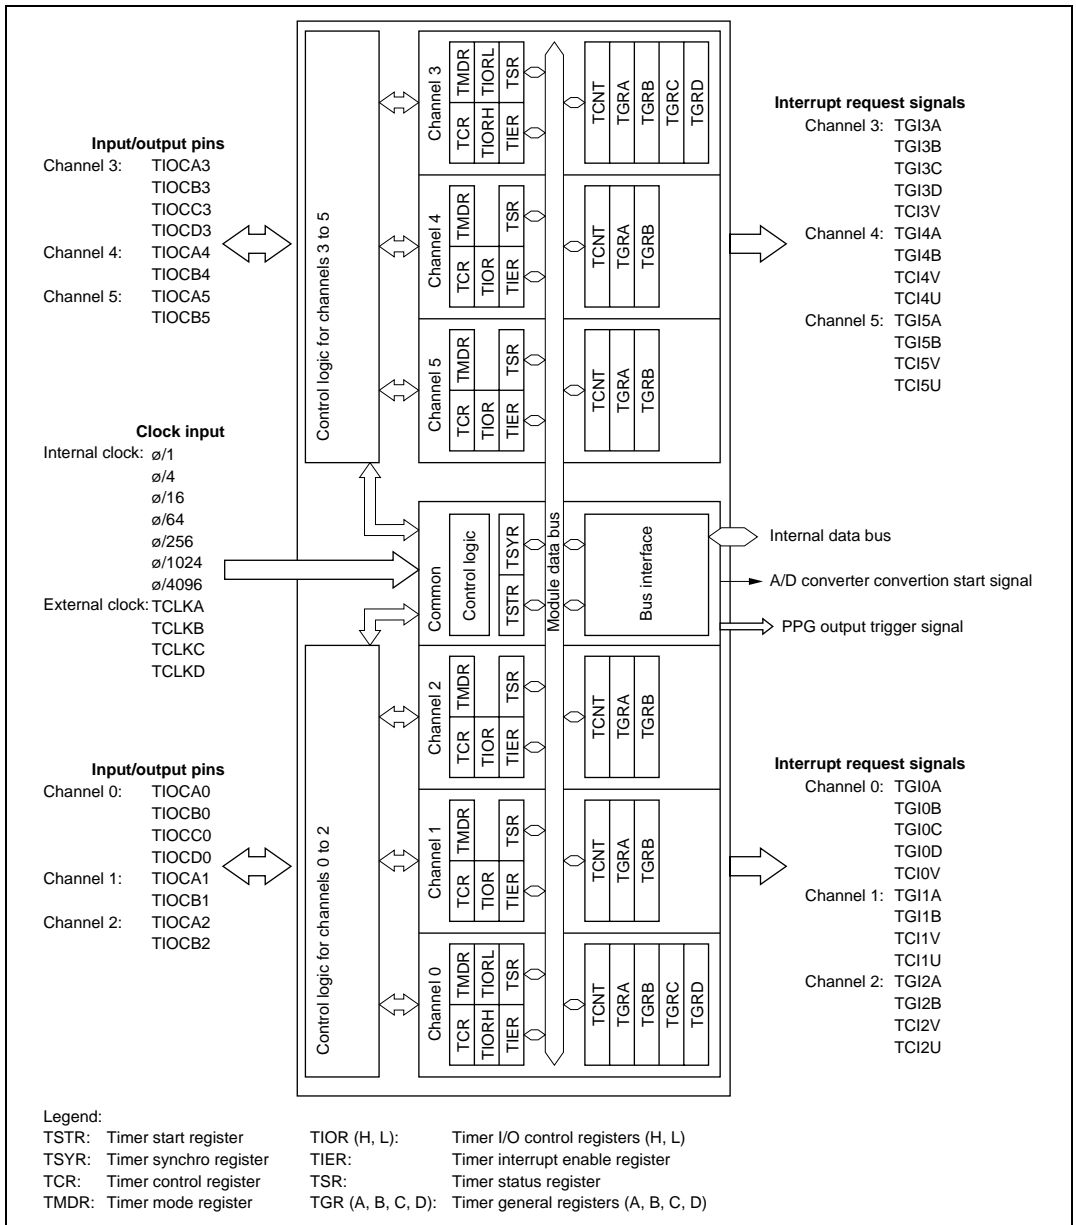 Input/output pins
Channel 3: TIOCA3
TIOCB3
TIOCC3
TIOCD3
Channel 4: TIOCA4
TIOCB4
Channel 5: TIOCA5
TIOCB5
Clock input
Internal clock: ø/1
ø/4
ø/16
ø/64
ø/256
ø/1024
ø/4096
External clock: TCLKA
TCLKB
TCLKC
TCLKD
Input/output pins
Channel 0: TIOCA0
TIOCB0
TIOCC0
TIOCD0
Channel 1: TIOCA1
TIOCB1
Channel 2: TIOCA2
TIOCB2
Control logic for channels 3 to 5
Control logic for channels 0 to 2
Channel 3
TCR TMDR
TIORH TIORL
TIER TSR
TCNT
TGRA
TGRB
TGRC
TGRD
Channel 4
TCR TMDR
TIOR
TIER TSR
TCNT
TGRA
TGRB
Channel 5
TCR TMDR
TIOR
TIER TSR
TCNT
TGRA
TGRB
Common
Control logic
TSTR TSYR
Module data bus
Bus interface
Channel 2
TCR TMDR
TIOR
TIER TSR
TCNT
TGRA
TGRB
Channel 1
TCR TMDR
TIOR
TIER TSR
TCNT
TGRA
TGRB
Channel 0
TCR TMDR
TIORH TIORL
TIER TSR
TCNT
TGRA
TGRB
TGRC
TGRD
Interrupt request signals
Channel 3: TGI3A
TGI3B
TGI3C
TGI3D
TCI3V
Channel 4: TGI4A
TGI4B
TCI4V
TCI4U
Channel 5: TGI5A
TGI5B
TCI5V
TCI5U
Internal data bus
A/D converter convertion start signal
PPG output trigger signal
Interrupt request signals
Channel 0: TGI0A
TGI0B
TGI0C
TGI0D
TCI0V
Channel 1: TGI1A
TGI1B
TCI1V
TCI1U
Channel 2: TGI2A
TGI2B
TCI2V
TCI2U
Legend:
TSTR: Timer start register TIOR (H, L): Timer I/O control registers (H, L)
TSYR: Timer synchro register TIER: Timer interrupt enable register
TCR: Timer control register TSR: Timer status register
TMDR: Timer mode register TGR (A, B, C, D): Timer general registers (A, B, C, D)